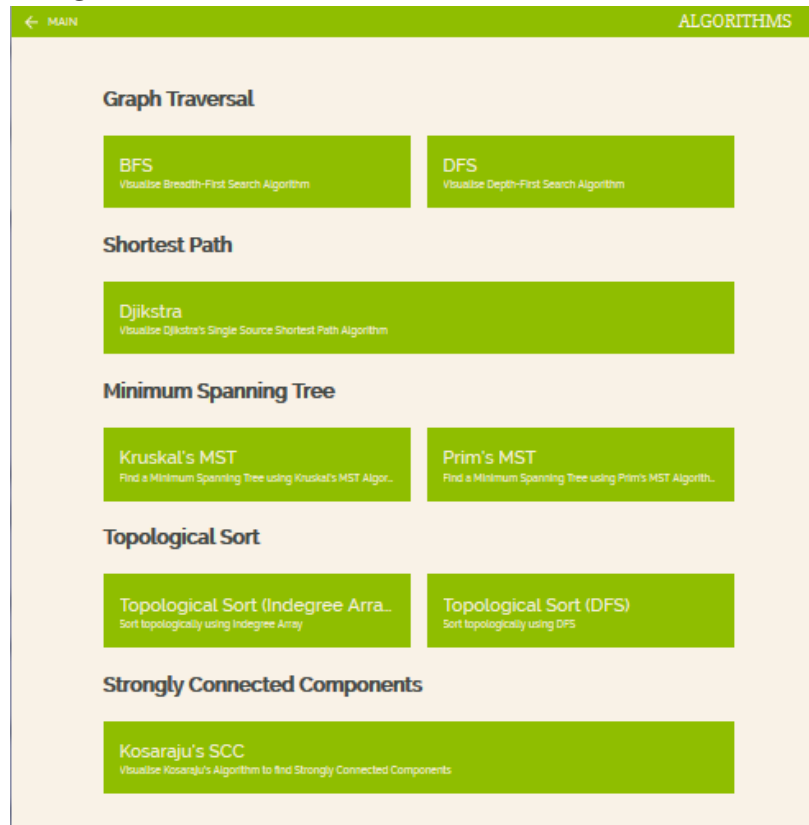 ← MAIN
ALGORITHMS
Graph Traversal
BFS
Visualise Breadth-First Search Algorithm
DFS
Visualise Depth-First Search Algorithm
Shortest Path
Djikstra
Visualise Djikstra's Single Source Shortest Path Algorithm
Minimum Spanning Tree
Kruskal's MST
Find a Minimum Spanning Tree using Kruskal's MST Algor...
Prim's MST
Find a Minimum Spanning Tree using Prim's MST Algorith...
Topological Sort
Topological Sort (Indegree Arra...
Sort topologically using Indegree Array
Topological Sort (DFS)
Sort topologically using DFS
Strongly Connected Components
Kosaraju's SCC
Visualise Kosaraju's Algorithm to find Strongly Connected Components